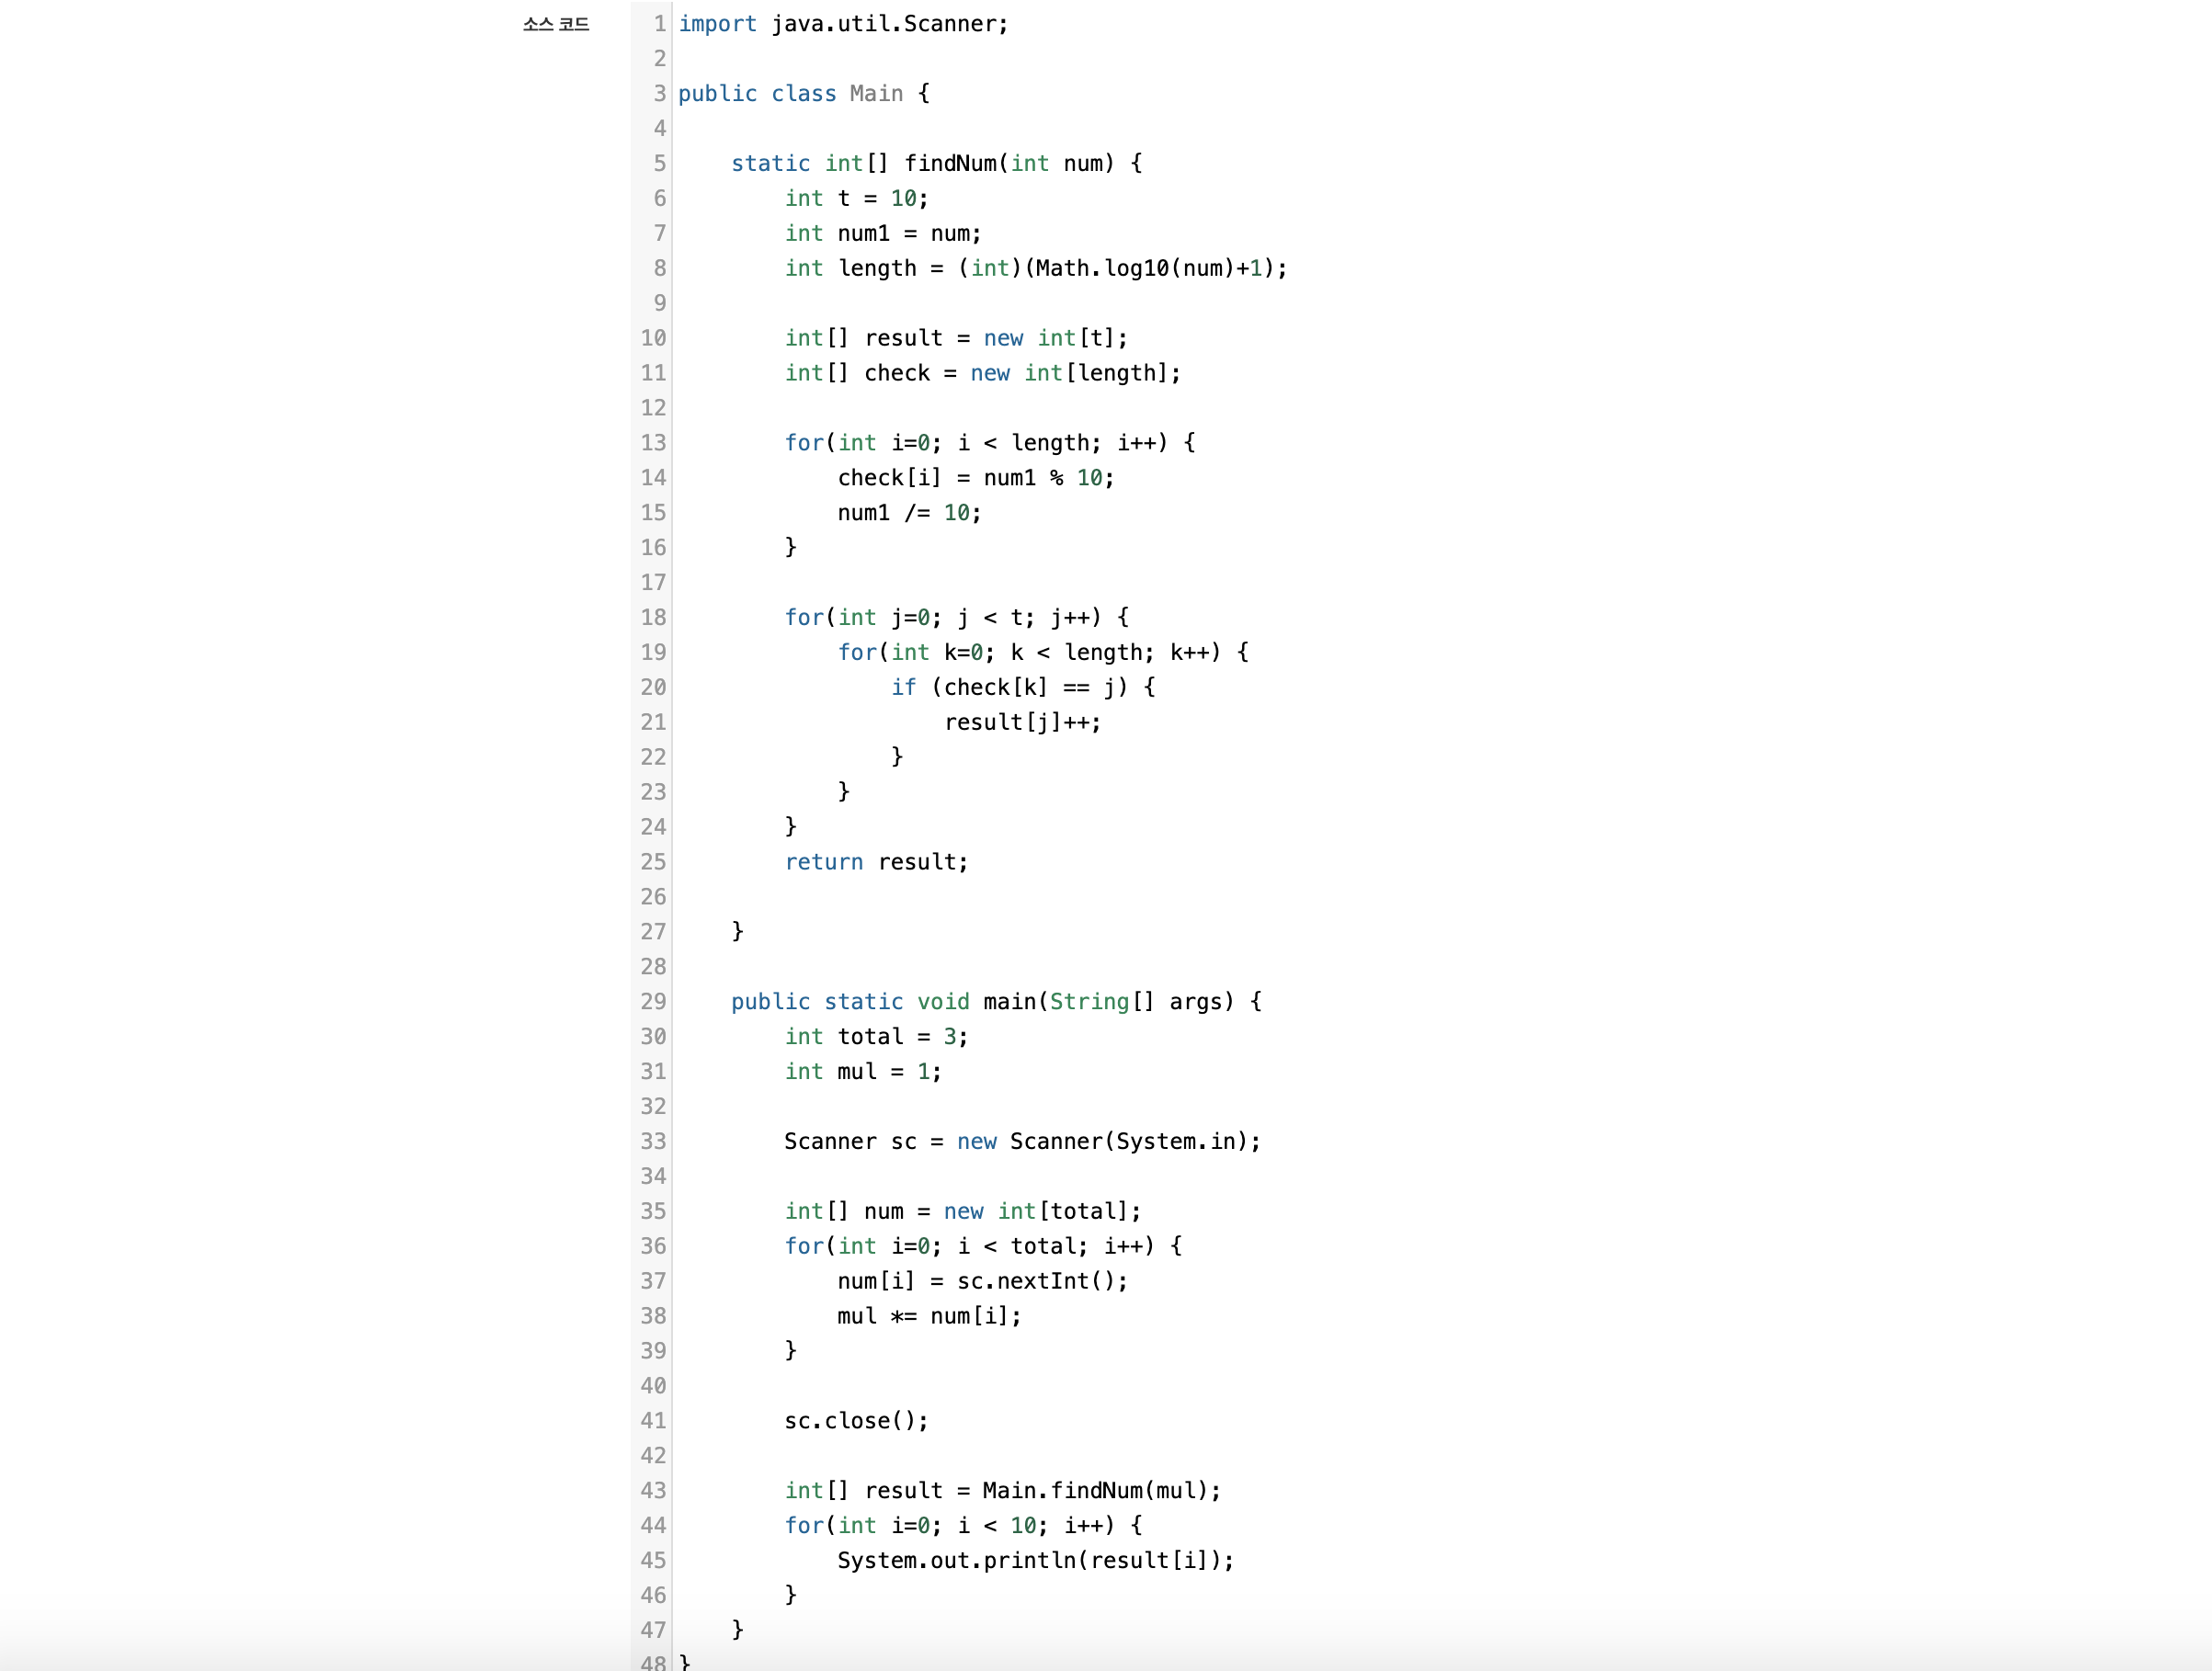 소스 코드
1 import java.util.Scanner;
2
3 public class Main {
4
5     static int[] findNum(int num) {
6         int t = 10;
7         int num1 = num;
8         int length = (int)(Math.log10(num)+1);
9
10         int[] result = new int[t];
11         int[] check = new int[length];
12
13         for(int i=0; i < length; i++) {
14             check[i] = num1 % 10;
15             num1 /= 10;
16         }
17
18         for(int j=0; j < t; j++) {
19             for(int k=0; k < length; k++) {
20                 if (check[k] == j) {
21                     result[j]++;
22                 }
23             }
24         }
25         return result;
26
27     }
28
29     public static void main(String[] args) {
30         int total = 3;
31         int mul = 1;
32
33         Scanner sc = new Scanner(System.in);
34
35         int[] num = new int[total];
36         for(int i=0; i < total; i++) {
37             num[i] = sc.nextInt();
38             mul *= num[i];
39         }
40
41         sc.close();
42
43         int[] result = Main.findNum(mul);
44         for(int i=0; i < 10; i++) {
45             System.out.println(result[i]);
46         }
47     }
48 }